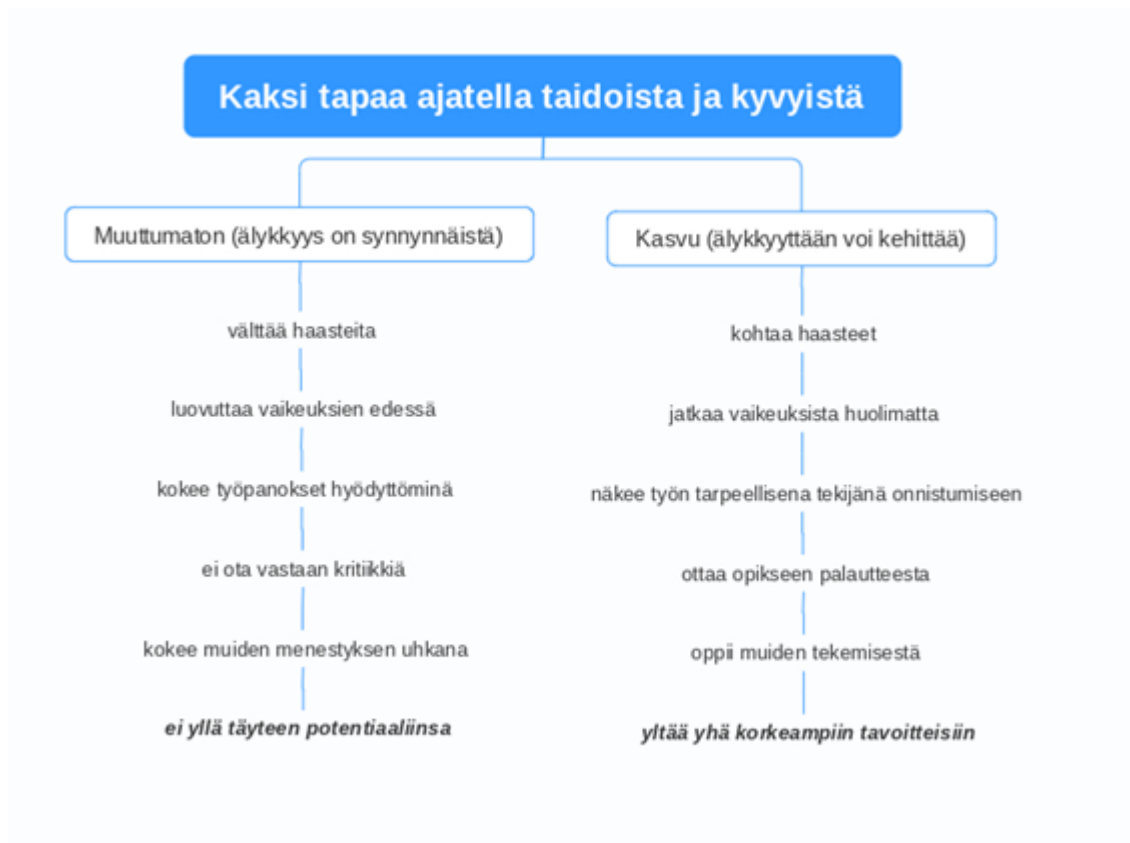 Kaksi tapaa ajatella taidoista ja kyvyistä
Muuttumaton (älykkyys on synnynnäistä)
välttää haasteita
luovuttaa vaikeuksien edessä
kokee työpanokset hyödyttöminä
ei ota vastaan kritiikkiä
kokee muiden menestyksen uhkana
ei yllä täyteen potentiaaliinsa
Kasvu (älykkyyttään voi kehittää)
kohtaa haasteet
jatkaa vaikeuksista huolimatta
näkee työn tarpeellisena tekijänä onnistumiseen
ottaa opikseen palautteesta
oppii muiden tekemisestä
yltää yhä korkeampiin tavoitteisiin